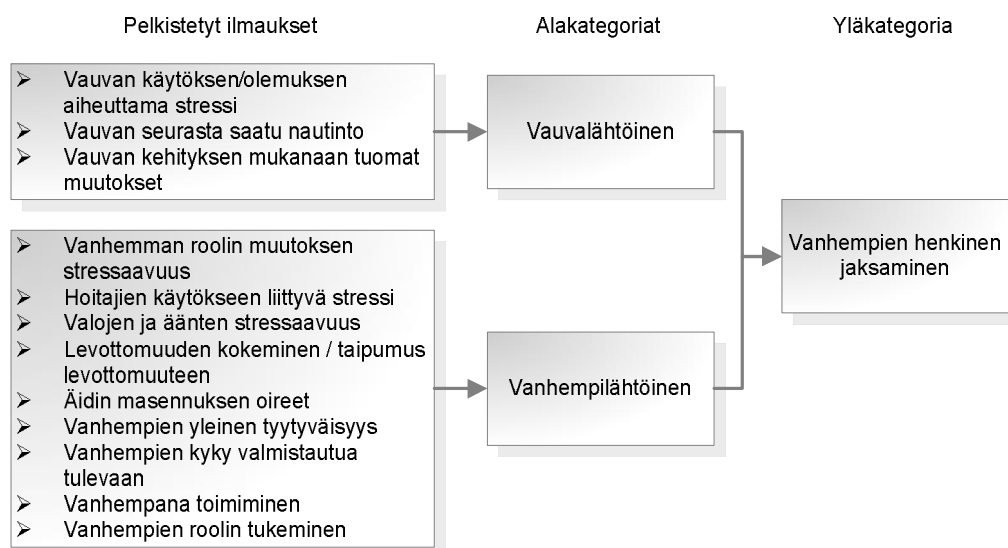 Pelkistetyt ilmaukset
Alakategoriat
Yläkategoria
➢ Vauvan käytöksen/olemuksen
aiheuttama stressi
➢ Vauvan seurasta saatu nautinto
➢ Vauvan kehityksen mukanaan tuomat
muutokset
Vauvalähtöinen
➢ Vanhemman roolin muutoksen
stressaavuus
➢ Hoitajien käytökseen liittyvä stressi
➢ Valojen ja äänten stressaavuus
➢ Levottomuuden kokeminen / taipumus
levottomuuteen
➢ Äidin masennuksen oireet
➢ Vanhempien yleinen tyytyväisyys
➢ Vanhempien kyky valmistautua
tulevaan
➢ Vanhempana toimiminen
➢ Vanhempien roolin tukeminen
Vanhempilähtöinen
Vanhempien henkinen
jaksaminen